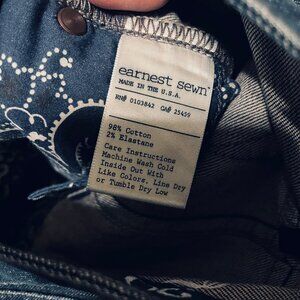 earnest sewn
MADE IN THE U.S.A.
RN# 0103842 CA# 25459
98% Cotton
2% Elastane
Care Instructions
Machine Wash Cold
Inside Out With
Like Colors, Line Dry
or Tumble Dry Low